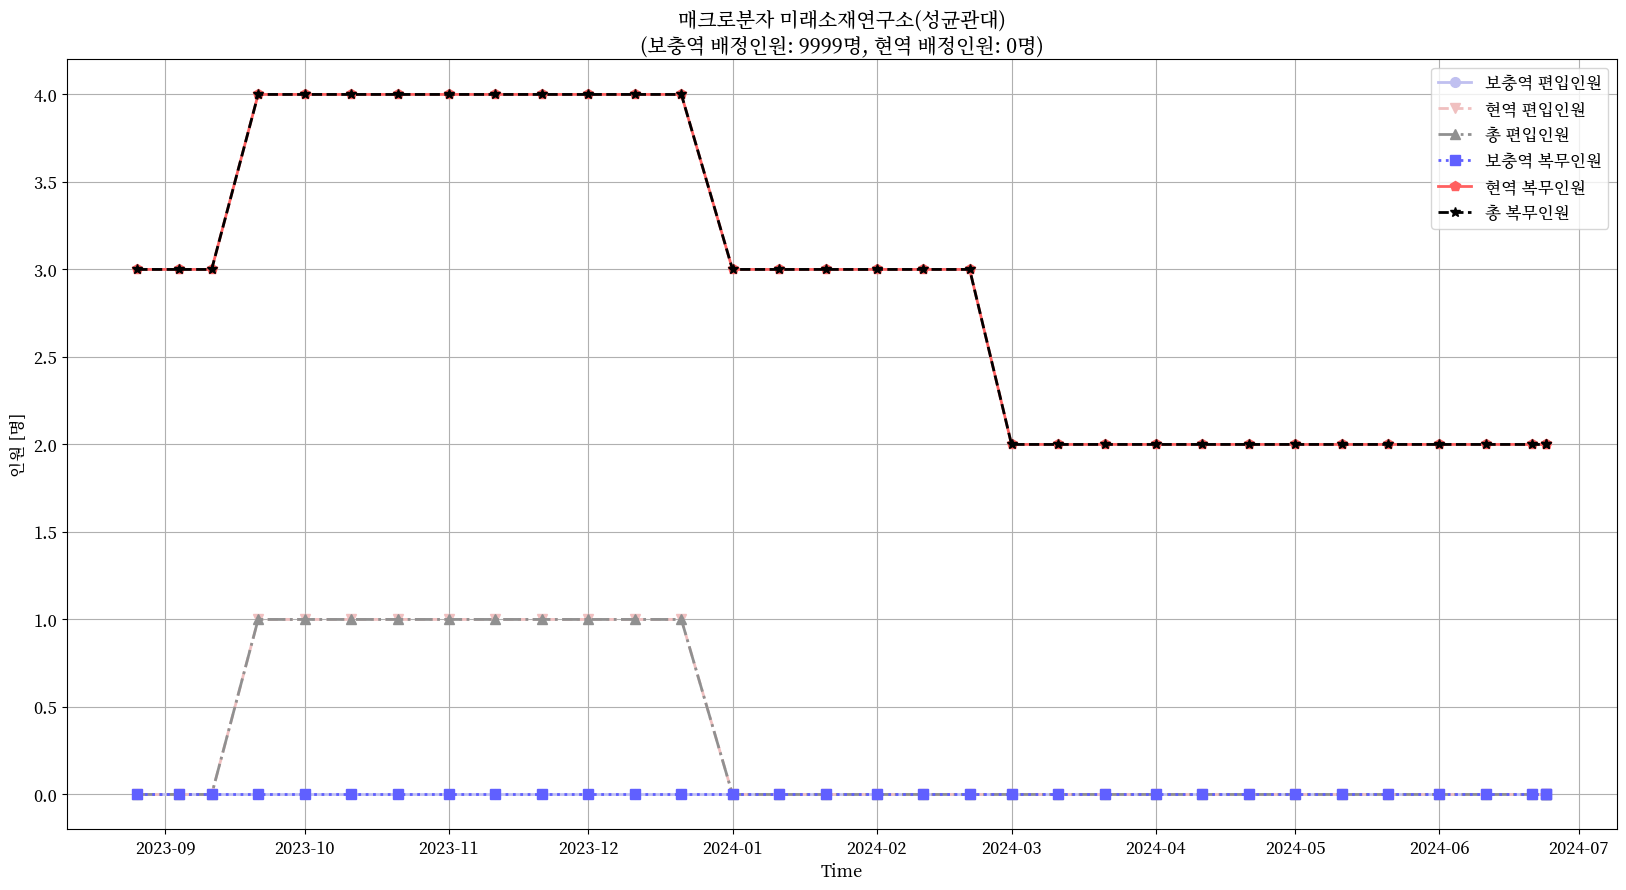 매크로분자 미래소재연구소(성균관대)
(보충역 배정인원: 9999명, 현역 배정인원: 0명)
보충역 편입인원
현역 편입인원
총 편입인원
보충역 복무인원
현역 복무인원
총 복무인원
인원 [명]
4.0
3.5
3.0
2.5
2.0
1.5
1.0
0.5
0.0
2023-09 2023-10 2023-11 2023-12 2024-01 2024-02 2024-03 2024-04 2024-05 2024-06 2024-07
Time